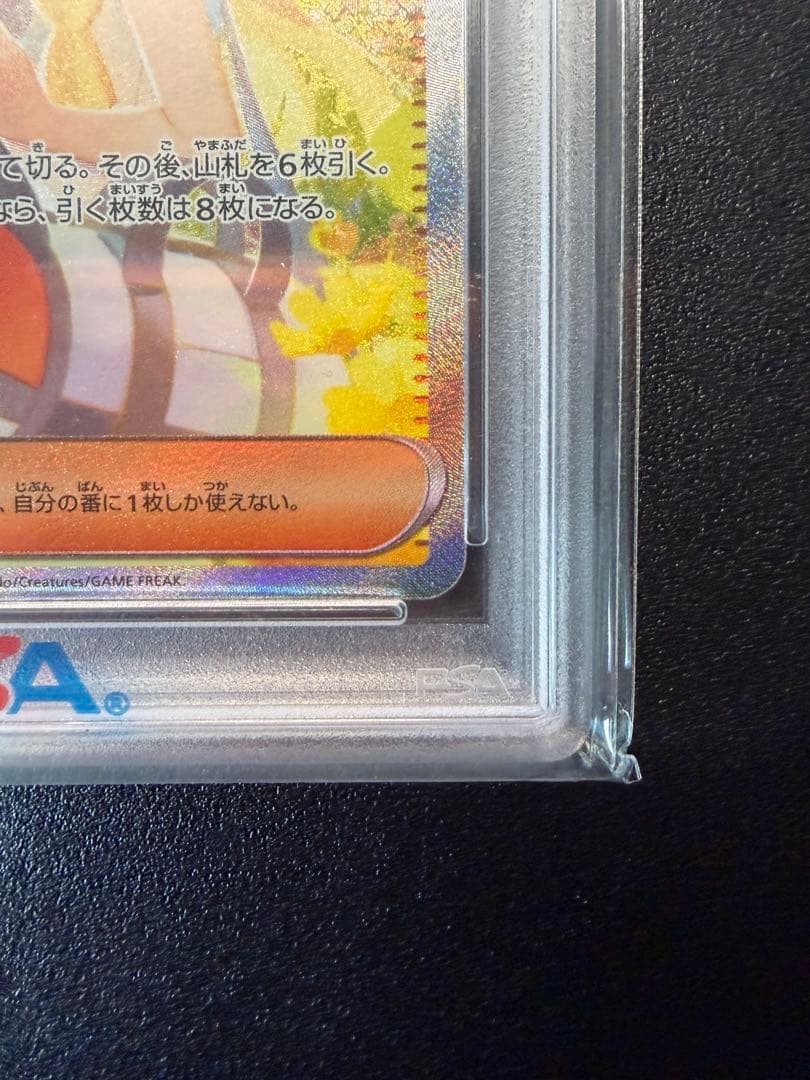 て切る。その後、山札を6枚引く。
なら、引く枚数は8枚になる。
、自分の番に1枚しか使えない。
do/Creatures/GAME FREAK.
SA®
PSA